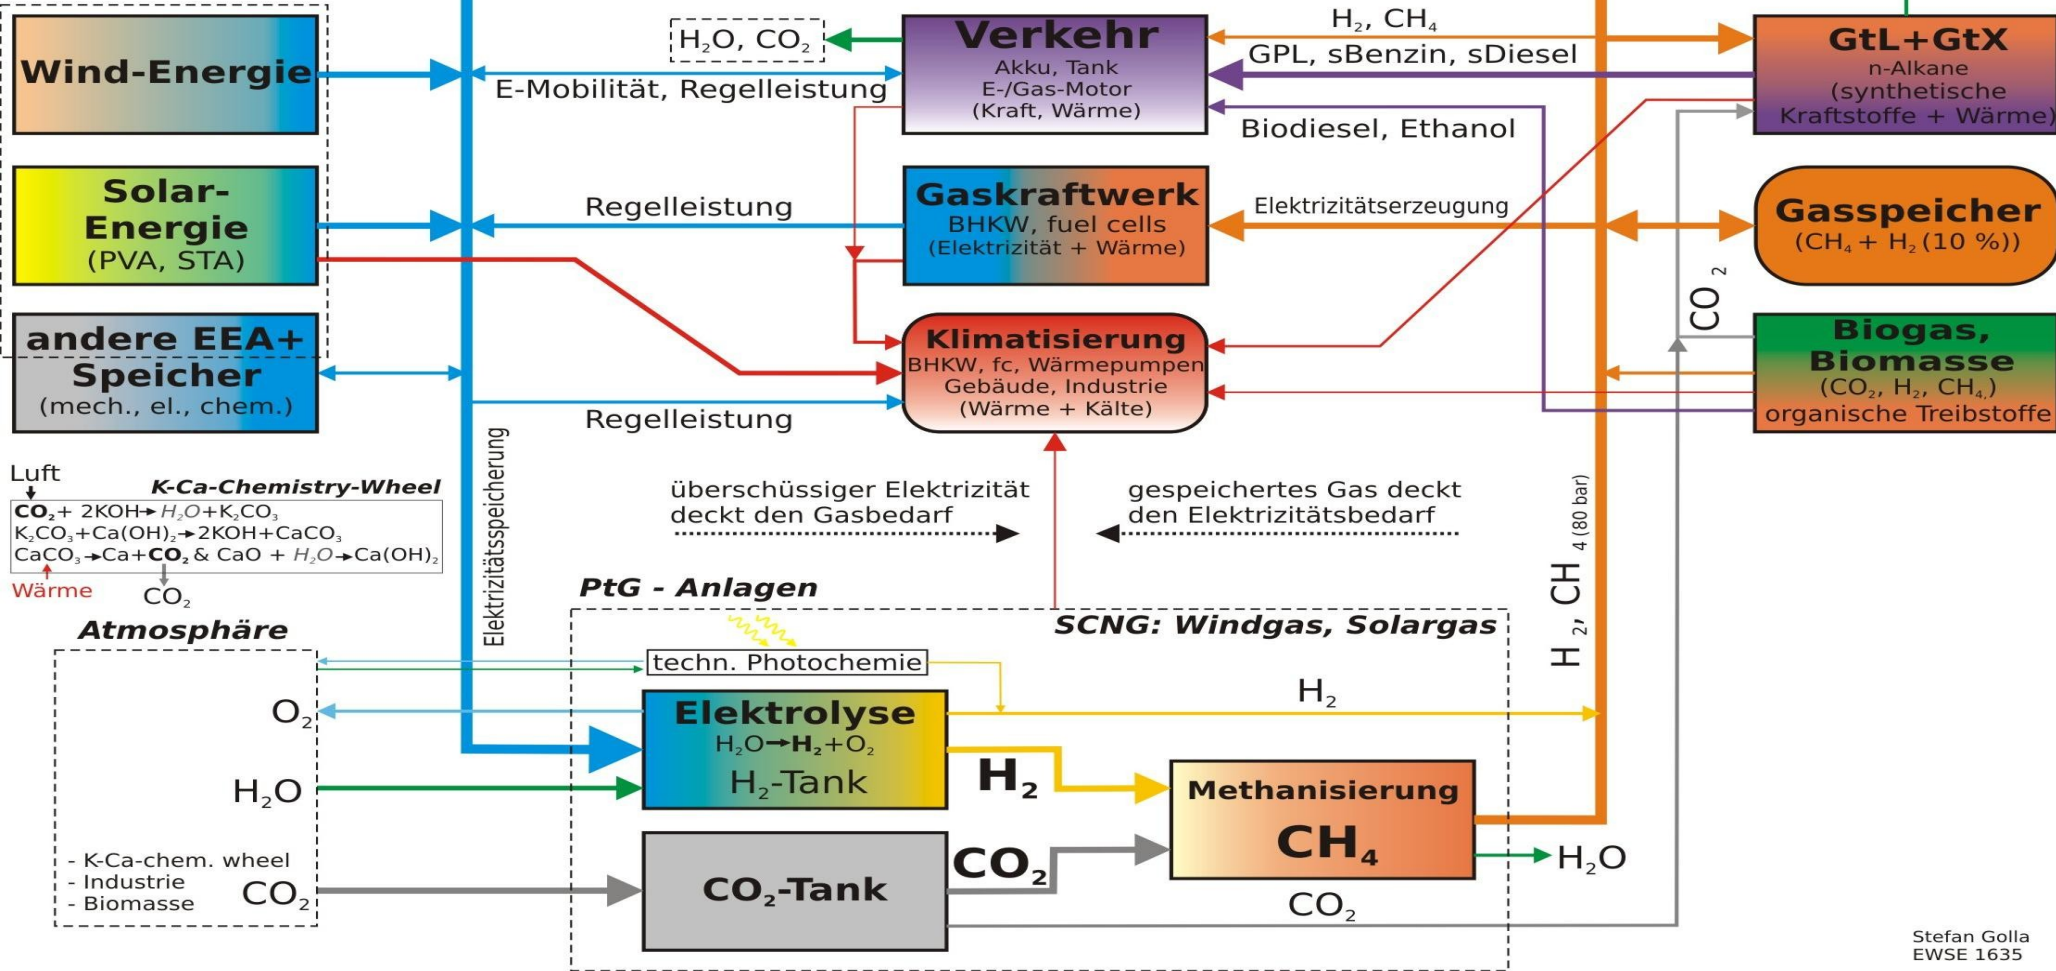 Wind-Energie
H₂O, CO₂
Verkehr
Akku, Tank
E-/Gas-Motor
(Kraft, Wärme)
E-Mobilität, Regelleistung
H₂, CH₄
GPL, sBenzin, sDiesel
Biodiesel, Ethanol
GtL+GtX
n-Alkane
(synthetische
Kraftstoffe + Wärme)
Solar-
Energie
(PVA, STA)
Regelleistung
Gaskraftwerk
BHKW, fuel cells
(Elektrizität + Wärme)
Elektrizitätserzeugung
Gasspeicher
(CH₄ + H₂ (10 %))
CO₂
andere EEA+
Speicher
(mech., el., chem.)
Regelleistung
Klimatisierung
BHKW, fc, Wärmepumpen
Gebäude, Industrie
(Wärme + Kälte)
Biogas,
Biomasse
(CO₂, H₂, CH₄,)
organische Treibstoffe
Luft
K-Ca-Chemistry-Wheel
CO₂+ 2KOH→H₂O+K₂CO₃
K₂CO₃+Ca(OH)₂→2KOH+CaCO₃
CaCO₃→Ca+CO₂ & CaO + H₂O→Ca(OH)₂
Wärme
CO₂
Elektrizitätsspeicherung
überschüssiger Elektrizität
deckt den Gasbedarf
gespeichertes Gas deckt
den Elektrizitätsbedarf
H₂, CH₄ (80 bar)
PtG - Anlagen
SCNG: Windgas, Solargas
Atmosphäre
techn. Photochemie
O₂
H₂O
- K-Ca-chem. wheel
- Industrie
- Biomasse
CO₂
Elektrolyse
H₂O→H₂+O₂
H₂-Tank
H₂
H₂
Methanisierung
CH₄
H₂O
CO₂-Tank
CO₂
CO₂
Stefan Golla
EWSE 1635